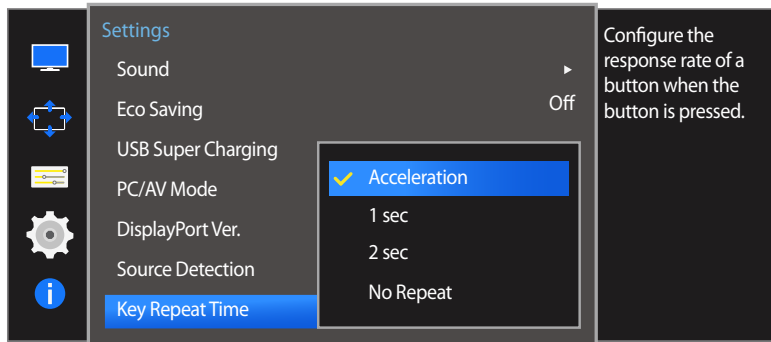 Settings
Sound
Eco Saving
Off
USB Super Charging
PC/AV Mode
DisplayPort Ver.
Source Detection
Key Repeat Time
Acceleration
1 sec
2 sec
No Repeat
Configure the
response rate of a
button when the
button is pressed.